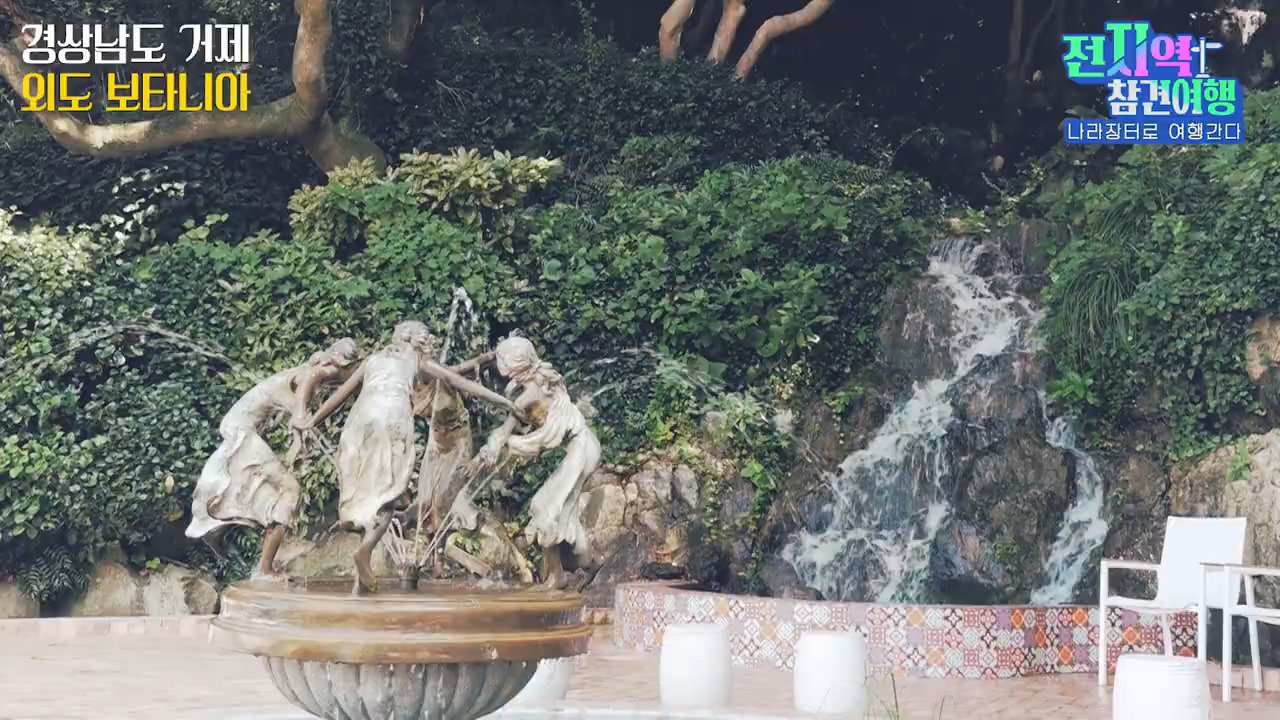 경상남도 거제
외도 보타니아
전지역
참견여행
나라장터로 여행간다